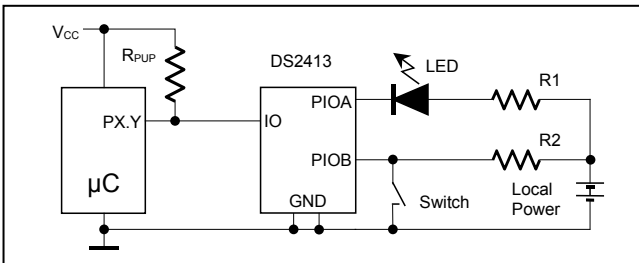 VCC
RPUP
DS2413
LED
R1
PX.Y
IO
PIOA
PIOB
R2
µC
GND
Switch
Local
Power